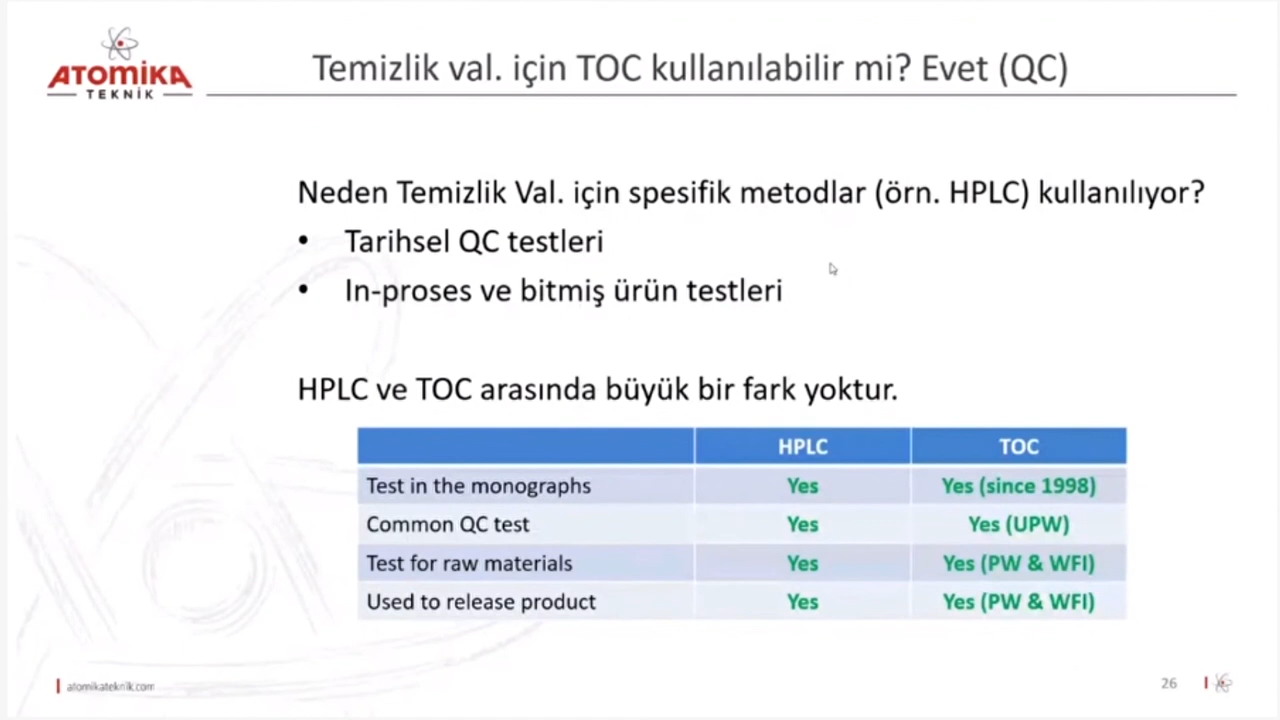 ATOMİKA
TEKNİK
Temizlik val. için TOC kullanılabilir mi? Evet (QC)
Neden Temizlik Val. için spesifik metodlar (örn. HPLC) kullanılıyor?
• Tarihsel QC testleri
• In-proses ve bitmiş ürün testleri
HPLC ve TOC arasında büyük bir fark yoktur.
HPLC TOC
Test in the monographs Yes Yes (since 1998)
Common QC test Yes Yes (UPW)
Test for raw materials Yes Yes (PW & WFI)
Used to release product Yes Yes (PW & WFI)
atomikateknik.com 26